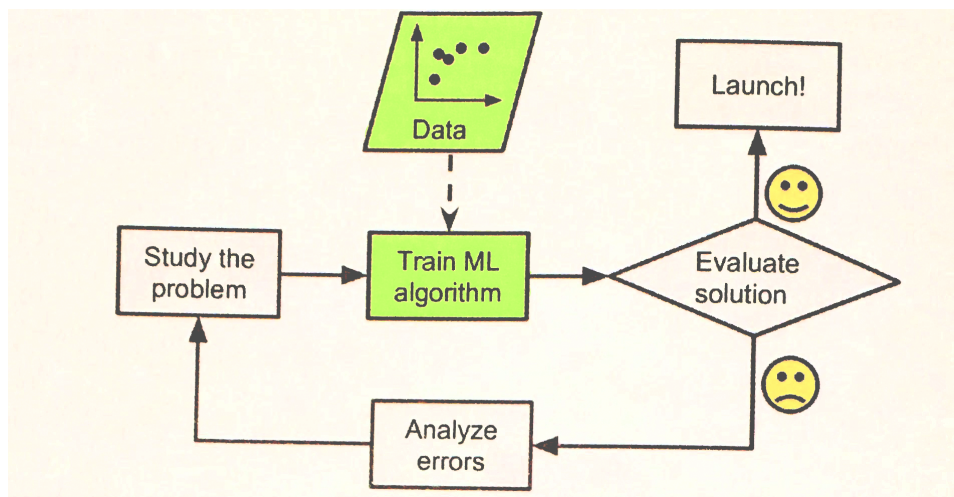 Data
Launch!
Study the
problem
Train ML
algorithm
Evaluate
solution
Analyze
errors